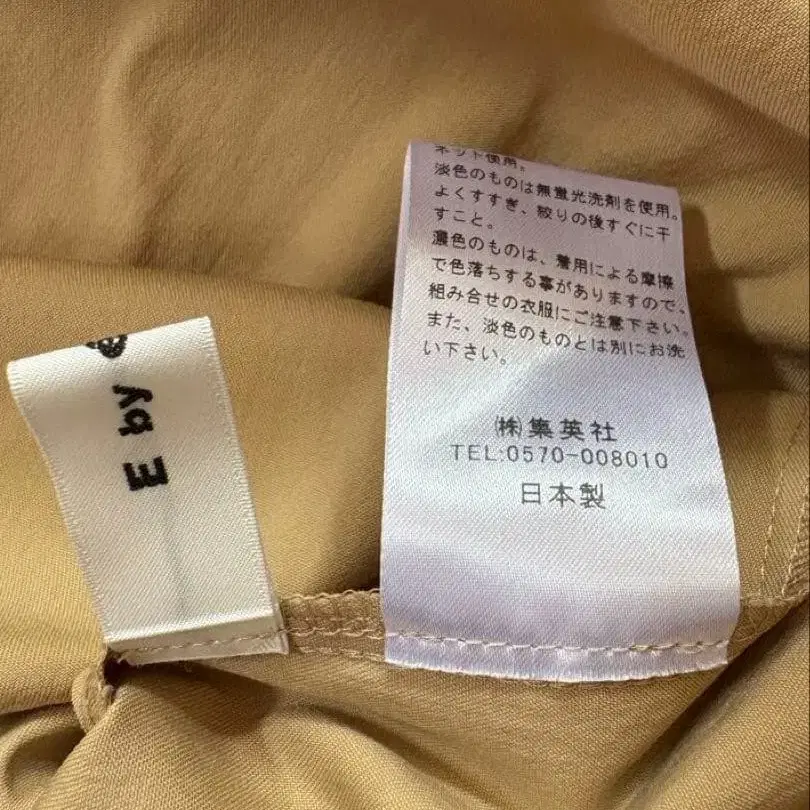 E by e
ネット使用。
淡色のものは無蛍光洗剤を使用。
よくすすぎ、絞りの後すぐに干
すこと。
濃色のものは、着用による摩擦
で色落ちする事がありますので、
組み合せの衣服にご注意下さい。
また、淡色のものとは別にお洗
い下さい。
㈱集英社
TEL:0570-008010
日本製